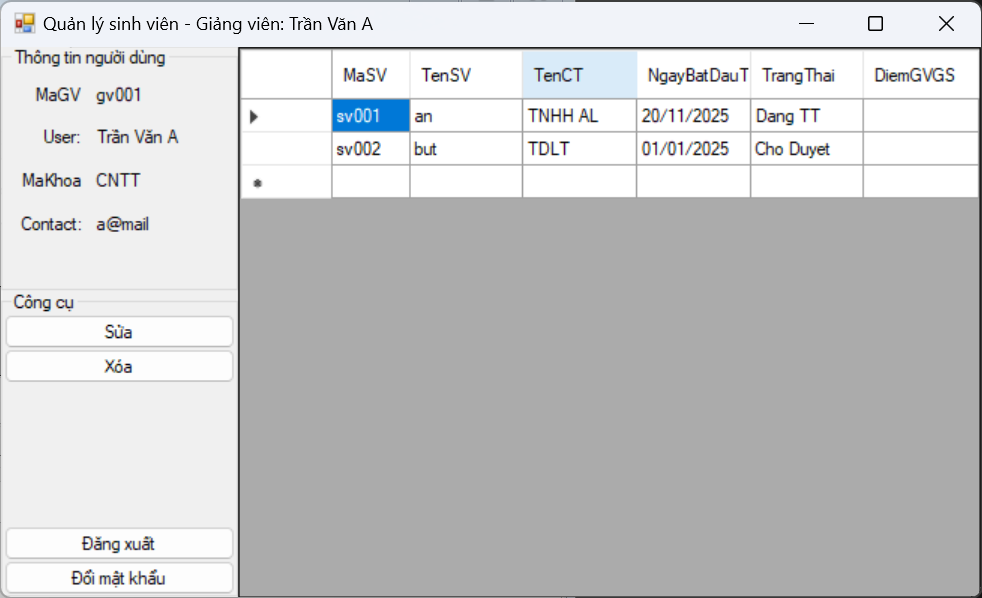 Quản lý sinh viên - Giảng viên: Trần Văn A
Thông tin người dùng
MaGV gv001
User: Trần Văn A
MaKhoa CNTT
Contact: a@mail
Công cụ
Sửa
Xóa
Đăng xuất
Đổi mật khẩu
MaSV TenSV TenCT NgayBatDauT TrangThai DiemGVGS
sv001 an TNHH AL 20/11/2025 Dang TT
sv002 but TDLT 01/01/2025 Cho Duyet